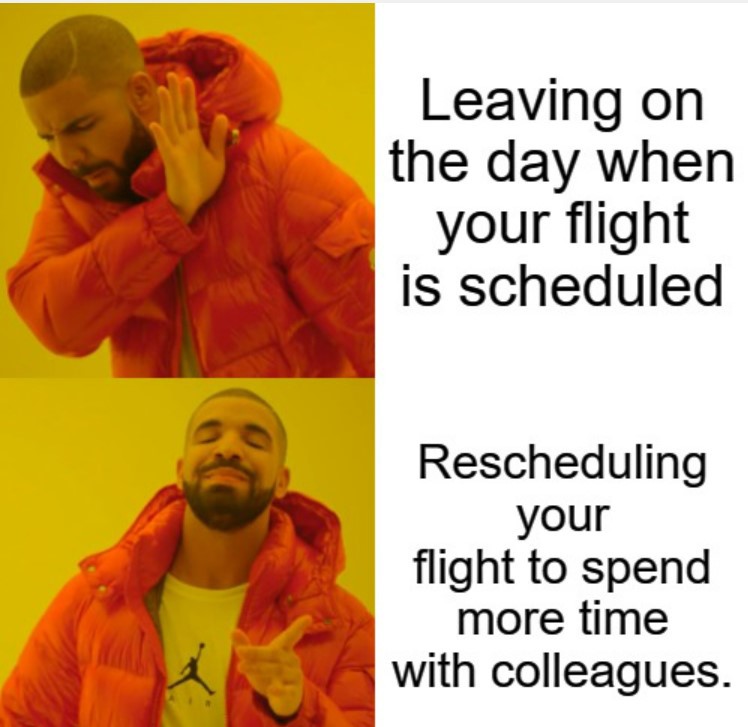 Leaving on
the day when
your flight
is scheduled
Rescheduling
your
flight to spend
more time
with colleagues.